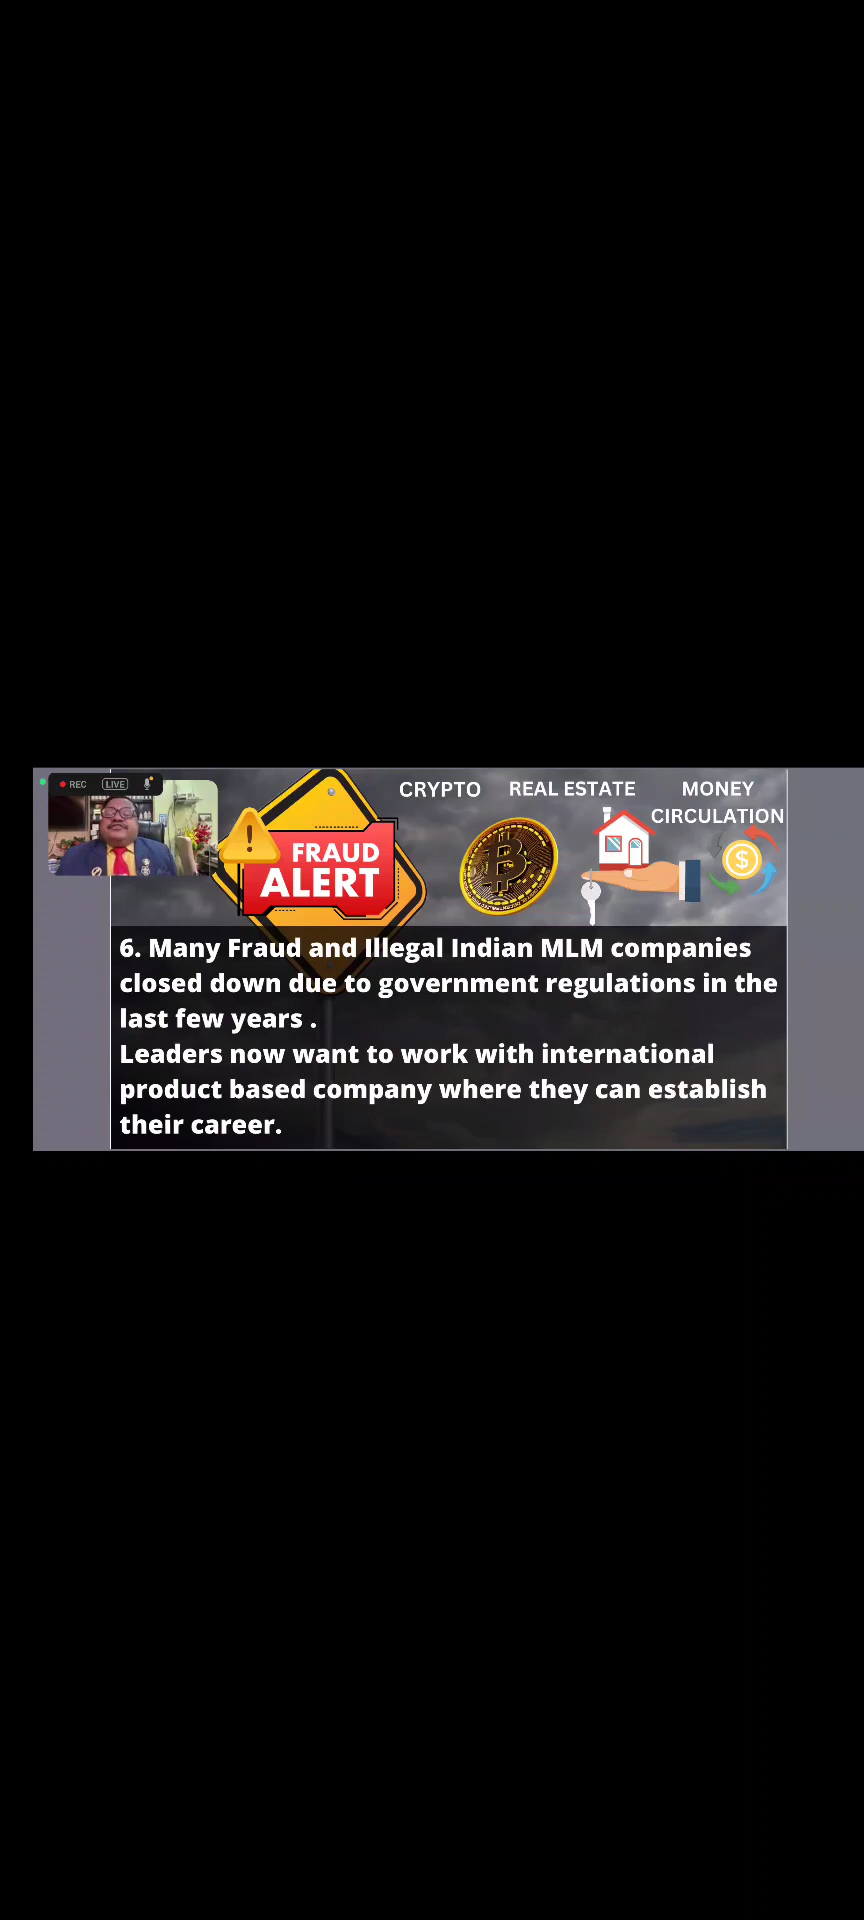 REC LIVE
CRYPTO REAL ESTATE MONEY
CIRCULATION
FRAUD
ALERT
6. Many Fraud and Illegal Indian MLM companies
closed down due to government regulations in the
last few years .
Leaders now want to work with international
product based company where they can establish
their career.